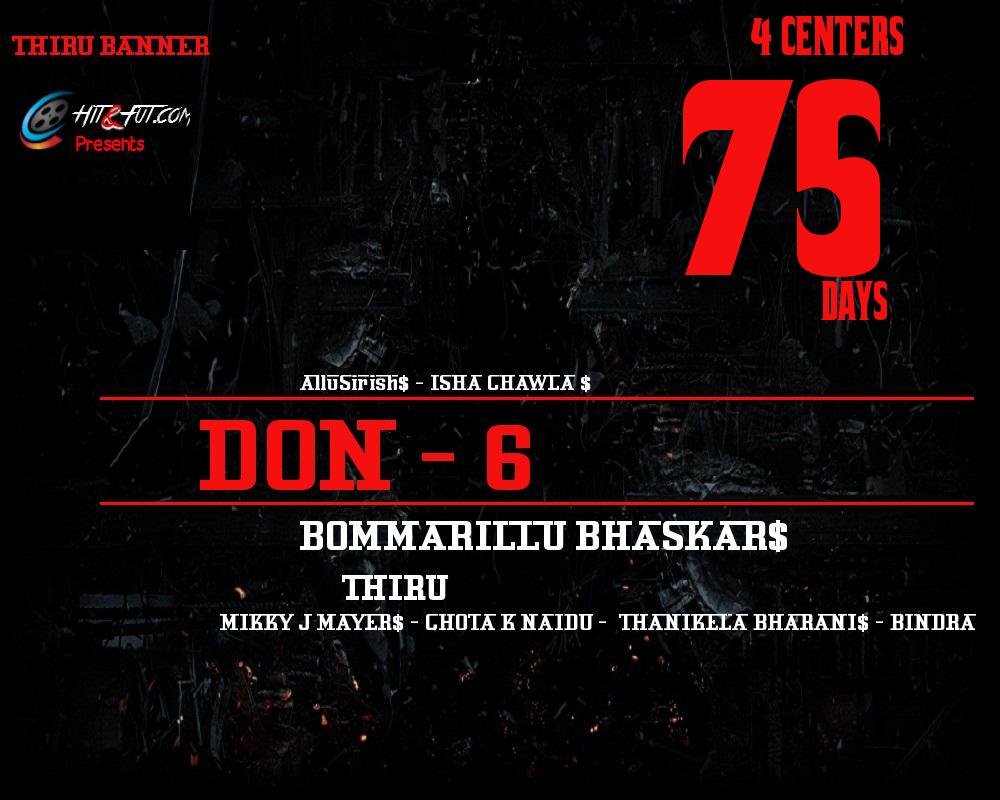 THIRU BANNER
HIT&FUT.COM
Presents
4 CENTERS
75
DAYS
AlluSirish$ - ISHA CHAWLA $
DON - 6
BOMMARILLU BHASKAR$
THIRU
MIKKY J MAYER$ - CHOTA K NAIDU - THANIKELA BHARANI$ - BINDRA